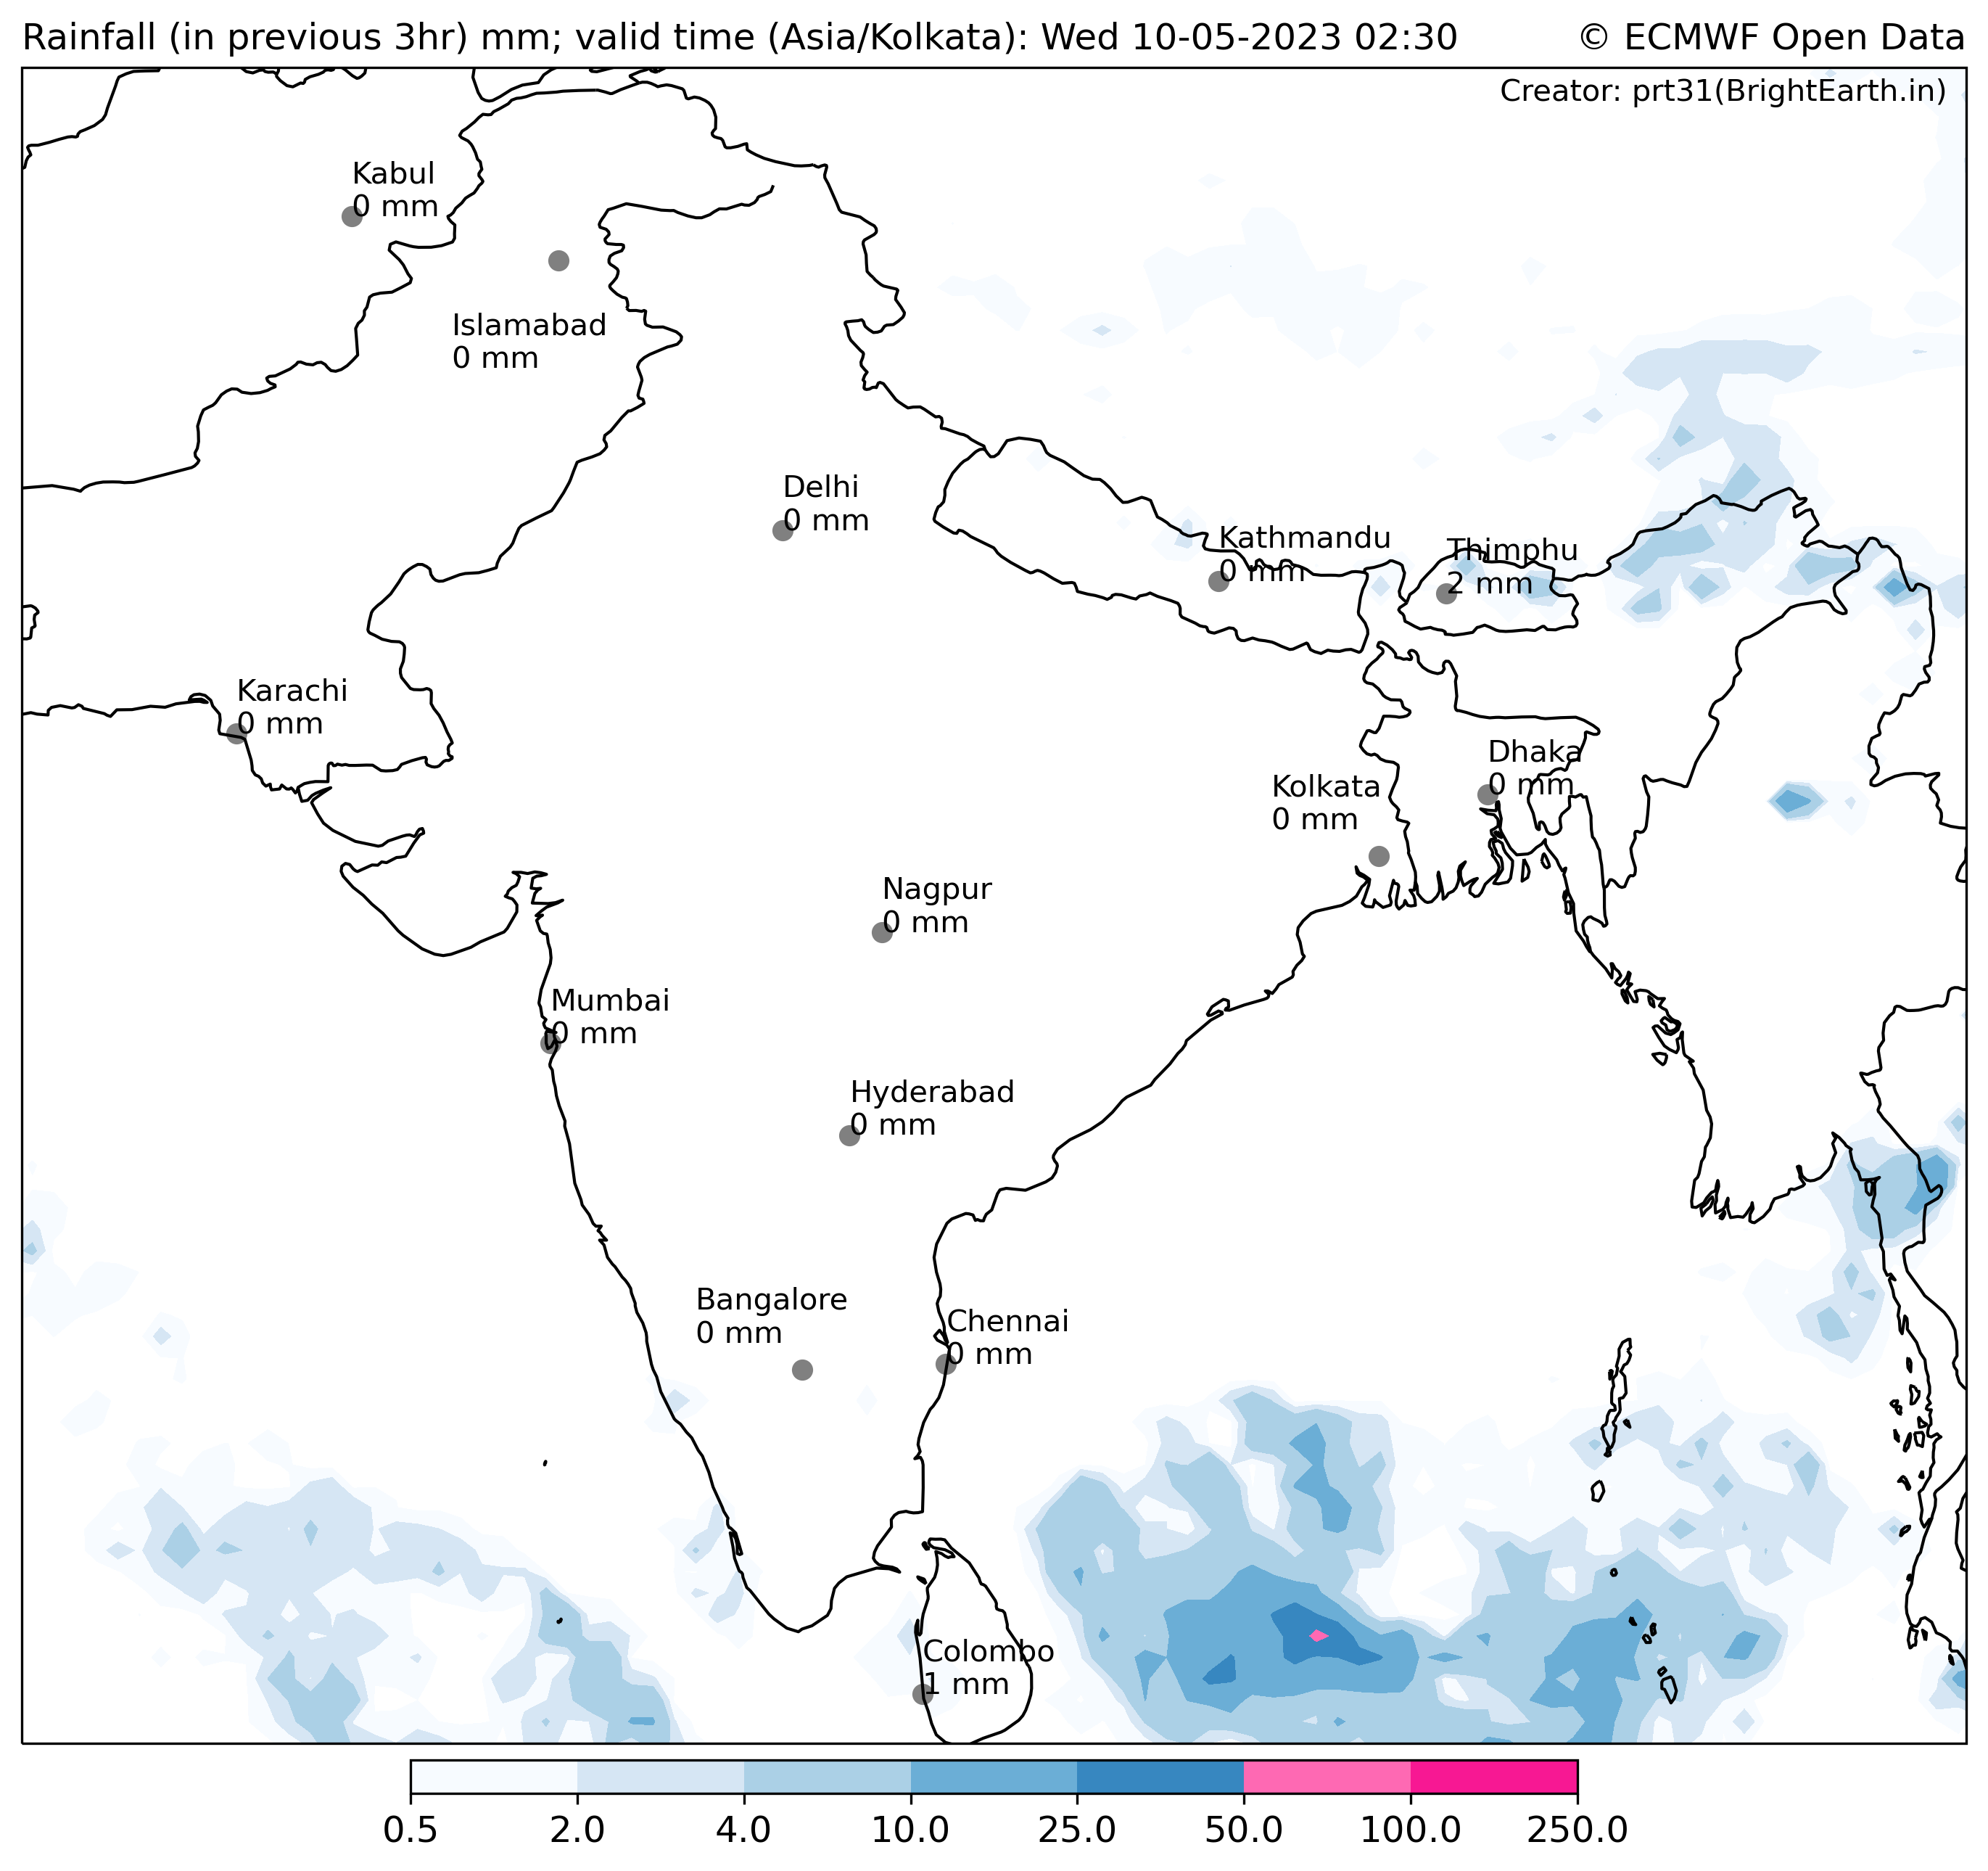 Rainfall (in previous 3hr) mm; valid time (Asia/Kolkata): Wed 10-05-2023 02:30
© ECMWF Open Data
Creator: prt31(BrightEarth.in)
Kabul
0 mm
Islamabad
0 mm
Delhi
0 mm
Kathmandu
0 mm
Thimphu
2 mm
Karachi
0 mm
Dhaka
0 mm
Kolkata
0 mm
Nagpur
0 mm
Mumbai
0 mm
Hyderabad
0 mm
Bangalore
0 mm
Chennai
0 mm
Colombo
1 mm
0.5 2.0 4.0 10.0 25.0 50.0 100.0 250.0